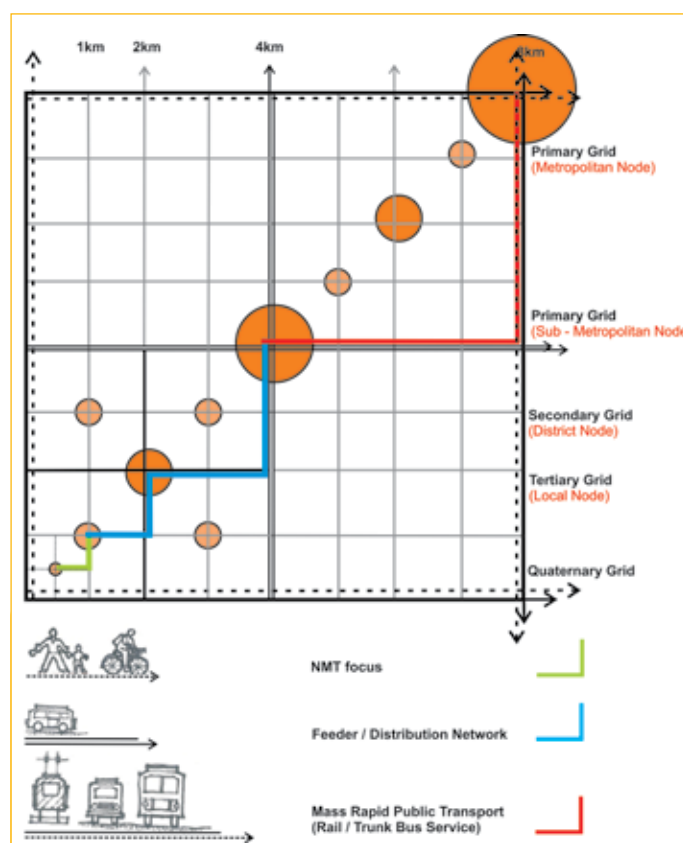 1km 2km 4km 8km
Primary Grid
(Metropolitan Node)
Primary Grid
(Sub - Metropolitan Node
Secondary Grid
(District Node)
Tertiary Grid
(Local Node)
Quaternary Grid
NMT focus
Feeder / Distribution Network
Mass Rapid Public Transport
(Rail / Trunk Bus Service)